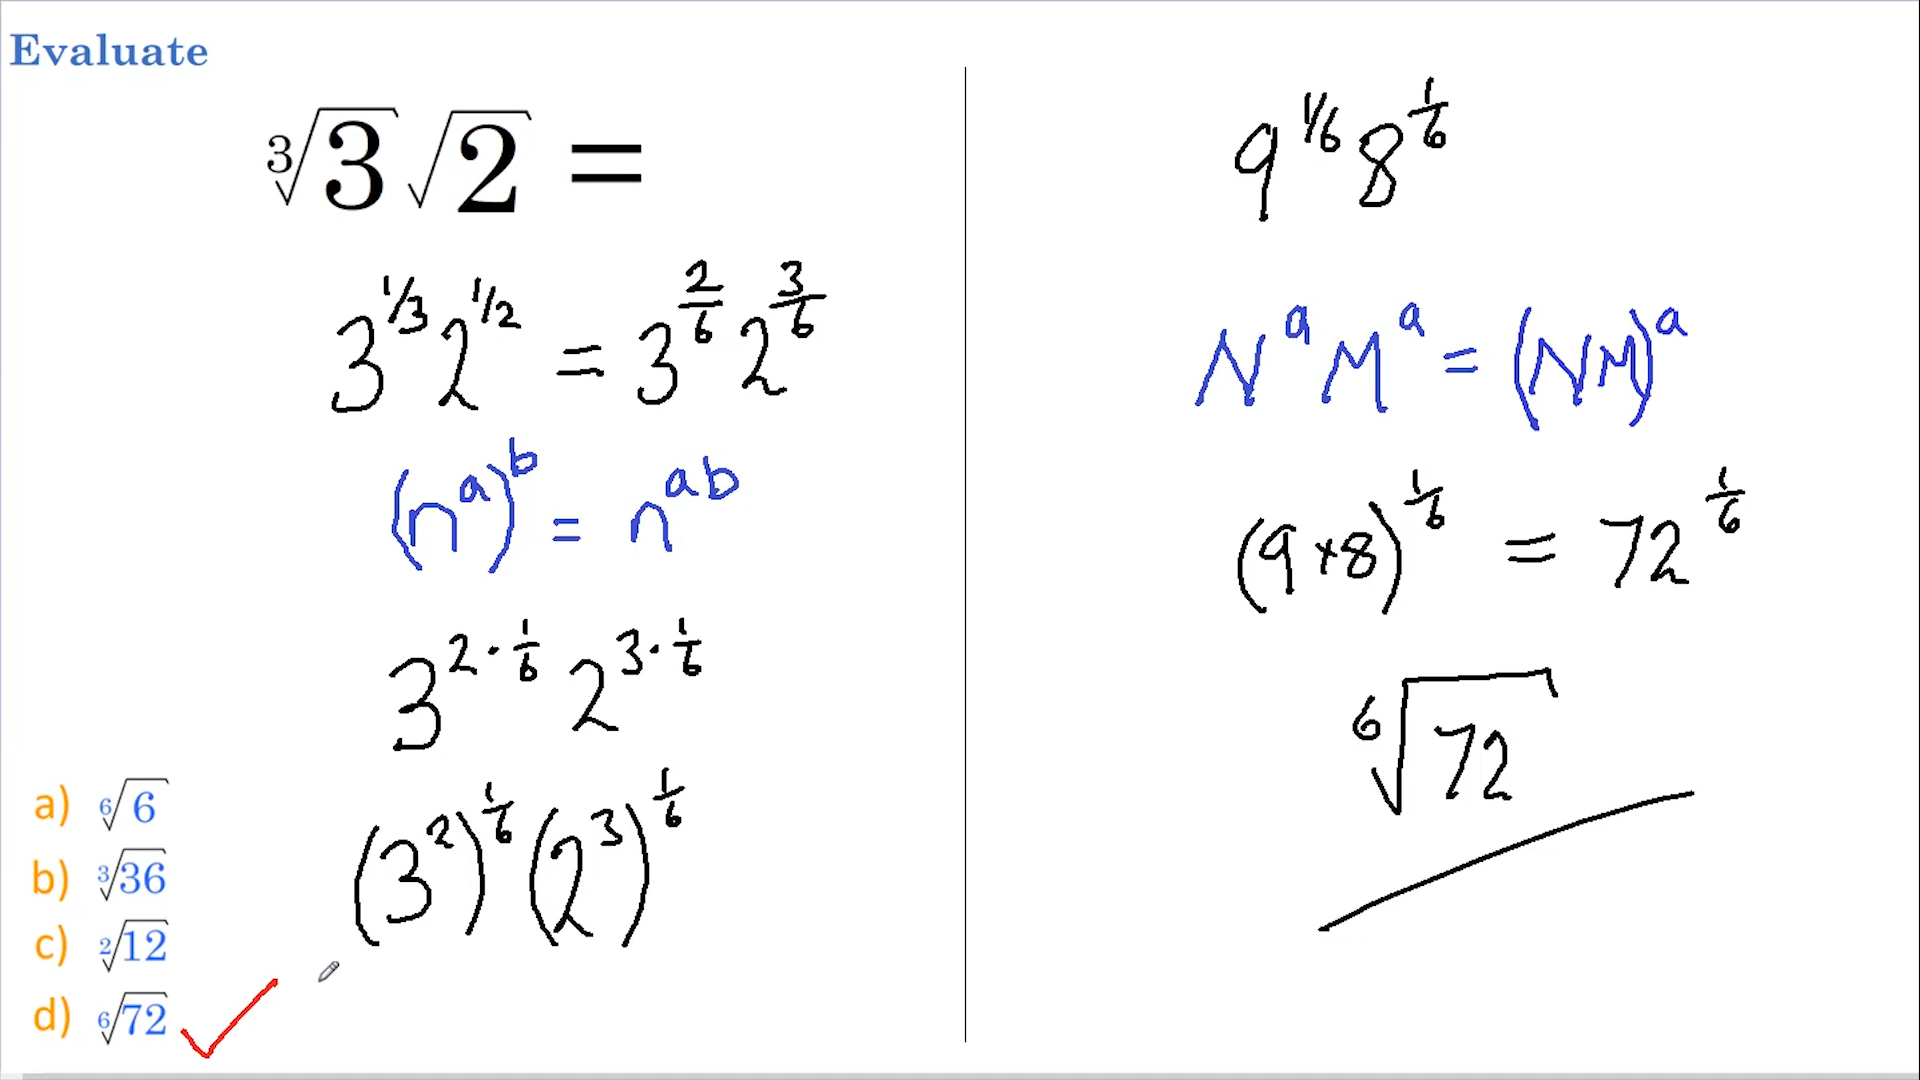 Evaluate
∛3 √2 =
3^{1/3} 2^{1/2} = 3^{2/6} 2^{3/6}
(n^a)^b = n^{ab}
3^{2·1/6} 2^{3·1/6}
(3^2)^{1/6} (2^3)^{1/6}
a) ⁶√6
b) ³√36
c) ²√12
d) ⁶√72
9^{1/6} 8^{1/6}
N^a M^a = (NM)^a
(9×8)^{1/6} = 72^{1/6}
⁶√72